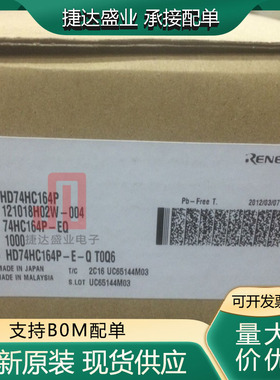 捷达盛业 承接配单
RENE
HD74HC164P
121018H02W-004
74HC164P-EQ
1000
捷达盛业电子
HD74HC164P-E-Q T0Q6
Pb-Free T.
2012/03/07
MADE IN JAPAN
T/C 2C16 UC65144M03
MADE IN MALAYSIA
S.LOT UC65144M03
可开发票
支持BOM配单
新原装 现货供应
量大
价优